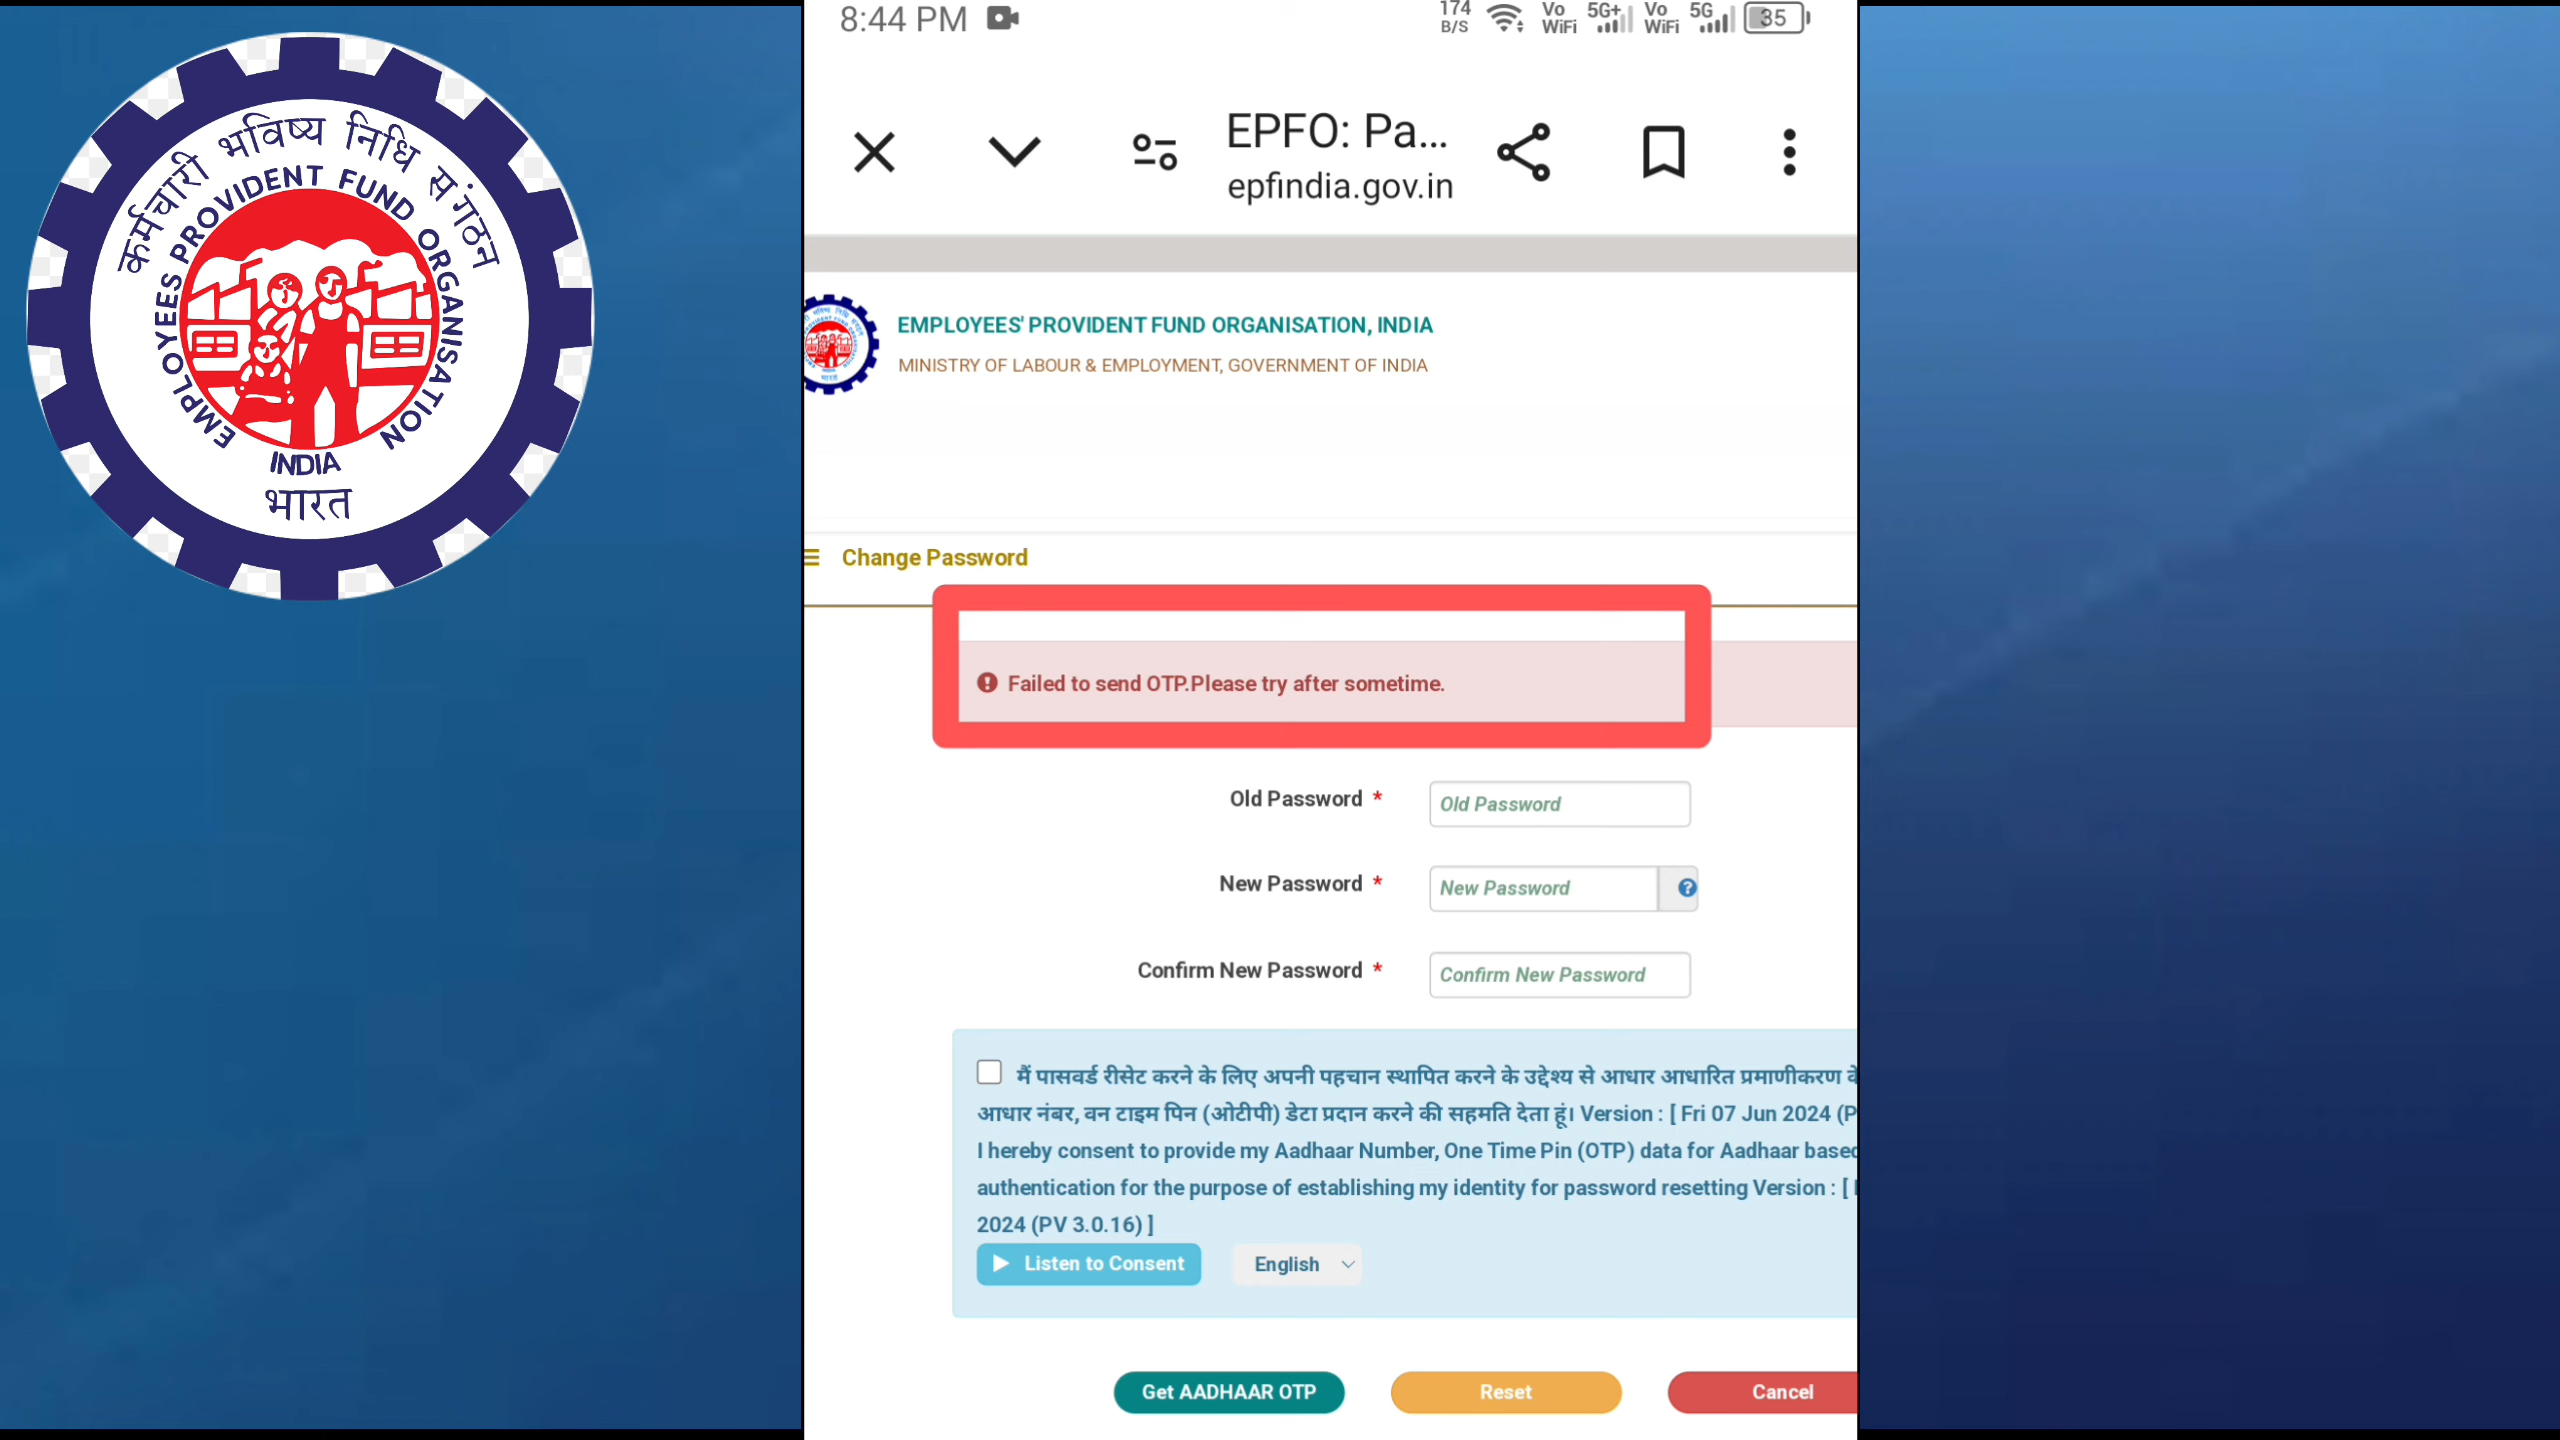 कर्मचारी भविष्य निधि संगठन
EMPLOYEES PROVIDENT FUND ORGANISATION
INDIA
भारत
8:44 PM
174
B/S
Vo
WiFi
5G+
Vo
WiFi
5G
35
EPFO: Pa...
epfindia.gov.in
EMPLOYEES' PROVIDENT FUND ORGANISATION, INDIA
MINISTRY OF LABOUR & EMPLOYMENT, GOVERNMENT OF INDIA
Change Password
Failed to send OTP.Please try after sometime.
Old Password *
Old Password
New Password *
New Password
?
Confirm New Password *
Confirm New Password
मैं पासवर्ड रीसेट करने के लिए अपनी पहचान स्थापित करने के उद्देश्य से आधार आधारित प्रमाणीकरण के
आधार नंबर, वन टाइम पिन (ओटीपी) डेटा प्रदान करने की सहमति देता हूं। Version : [ Fri 07 Jun 2024 (P
I hereby consent to provide my Aadhaar Number, One Time Pin (OTP) data for Aadhaar based
authentication for the purpose of establishing my identity for password resetting Version : [
2024 (PV 3.0.16) ]
Listen to Consent
English
Get AADHAAR OTP
Reset
Cancel